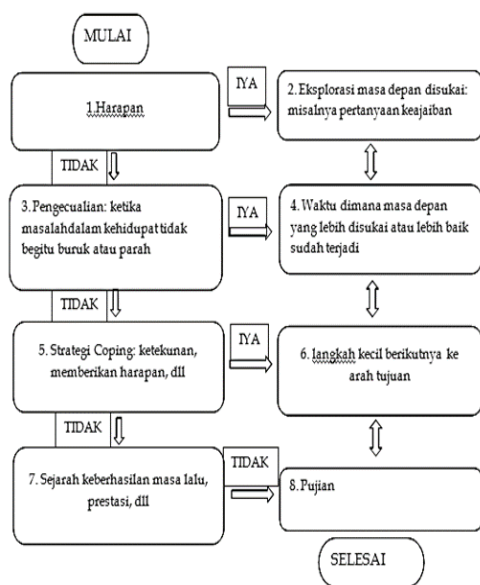 MULAI
1.Harapan
IYA
2. Eksplorasi masa depan disukai:
misalnya pertanyaan keajaiban
TIDAK
3. Pengecualian: ketika
masalahdalam kehidupat tidak
begitu buruk atau parah
IYA
4. Waktu dimana masa depan
yang lebih disukai atau lebih baik
sudah terjadi
TIDAK
5. Strategi Coping: ketekunan,
memberikan harapan, dll
IYA
6. langkah kecil berikutnya ke
arah tujuan
TIDAK
7. Sejarah keberhasilan masa lalu,
prestasi, dll
TIDAK
8. Pujian
SELESAI